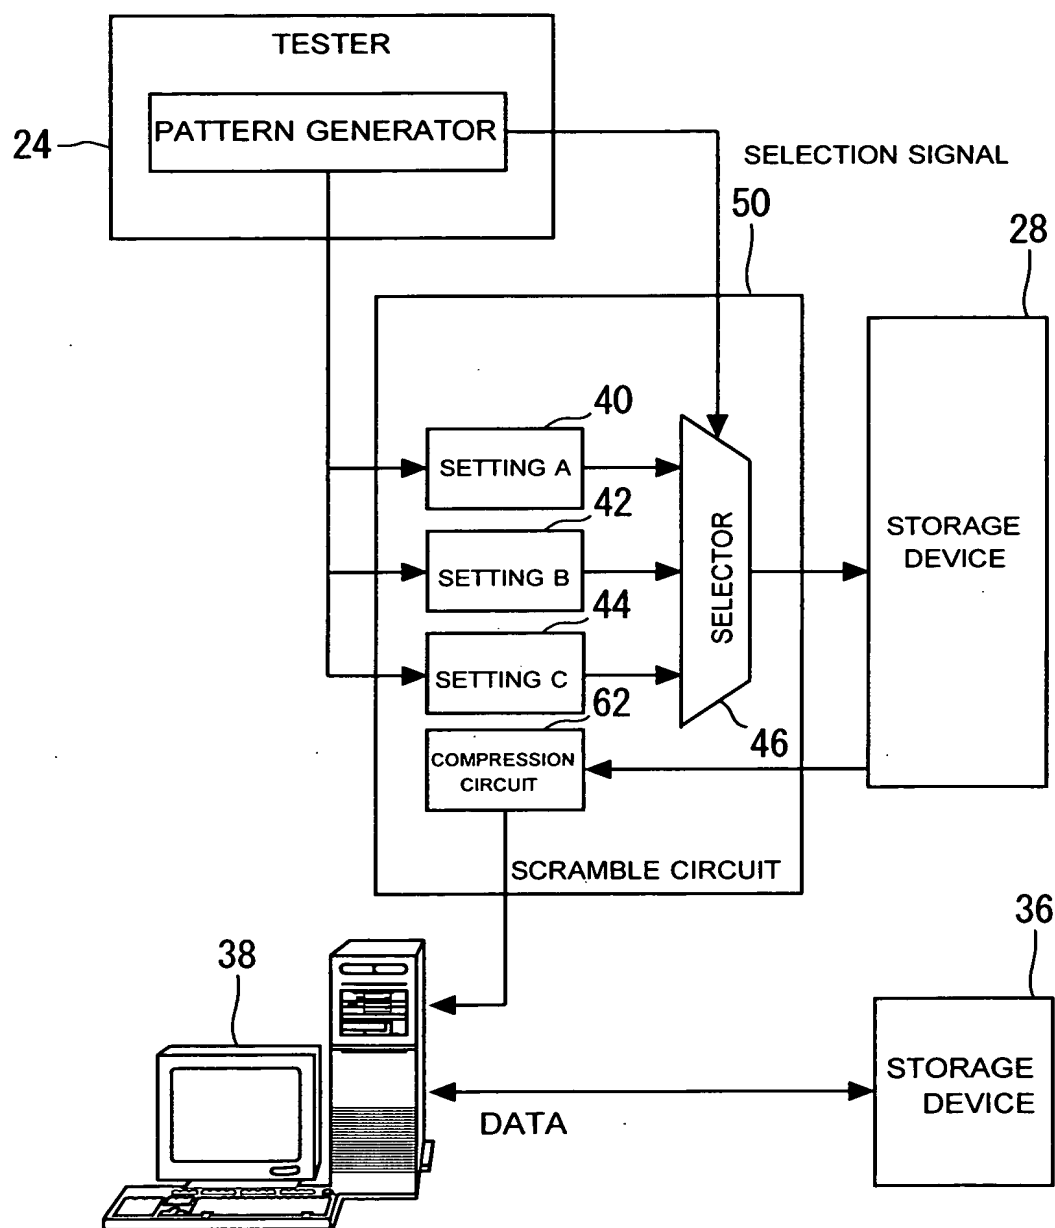 TESTER
PATTERN GENERATOR
24
SELECTION SIGNAL
50
28
40
SETTING A
42
SETTING B
44
SETTING C
62
SELECTOR
46
STORAGE
DEVICE
COMPRESSION
CIRCUIT
SCRAMBLE CIRCUIT
38
36
STORAGE
DEVICE
DATA